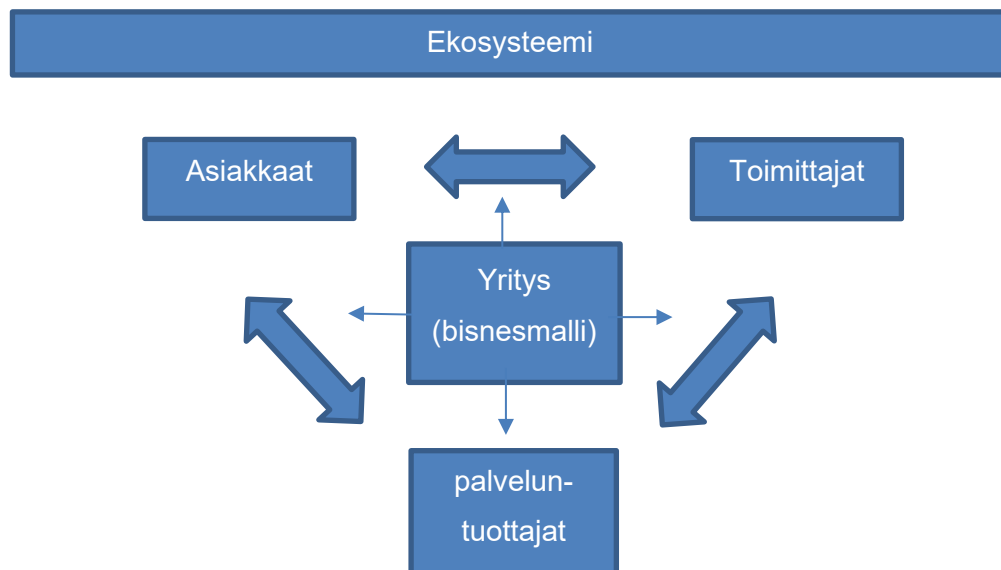 Ekosysteemi
Asiakkaat
Toimittajat
Yritys
(bisnesmalli)
palvelun-
tuottajat